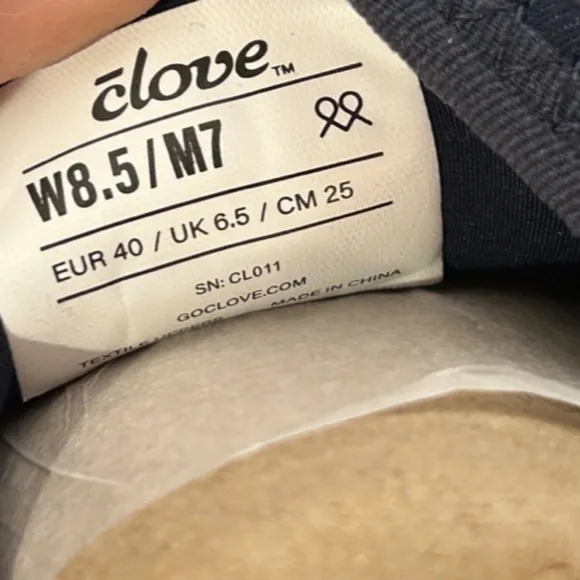 clove™
W8.5/M7
EUR 40 / UK 6.5 / CM 25
SN: CL011
GOCLOVE.COM
TEXTILE UPPERS MADE IN CHINA